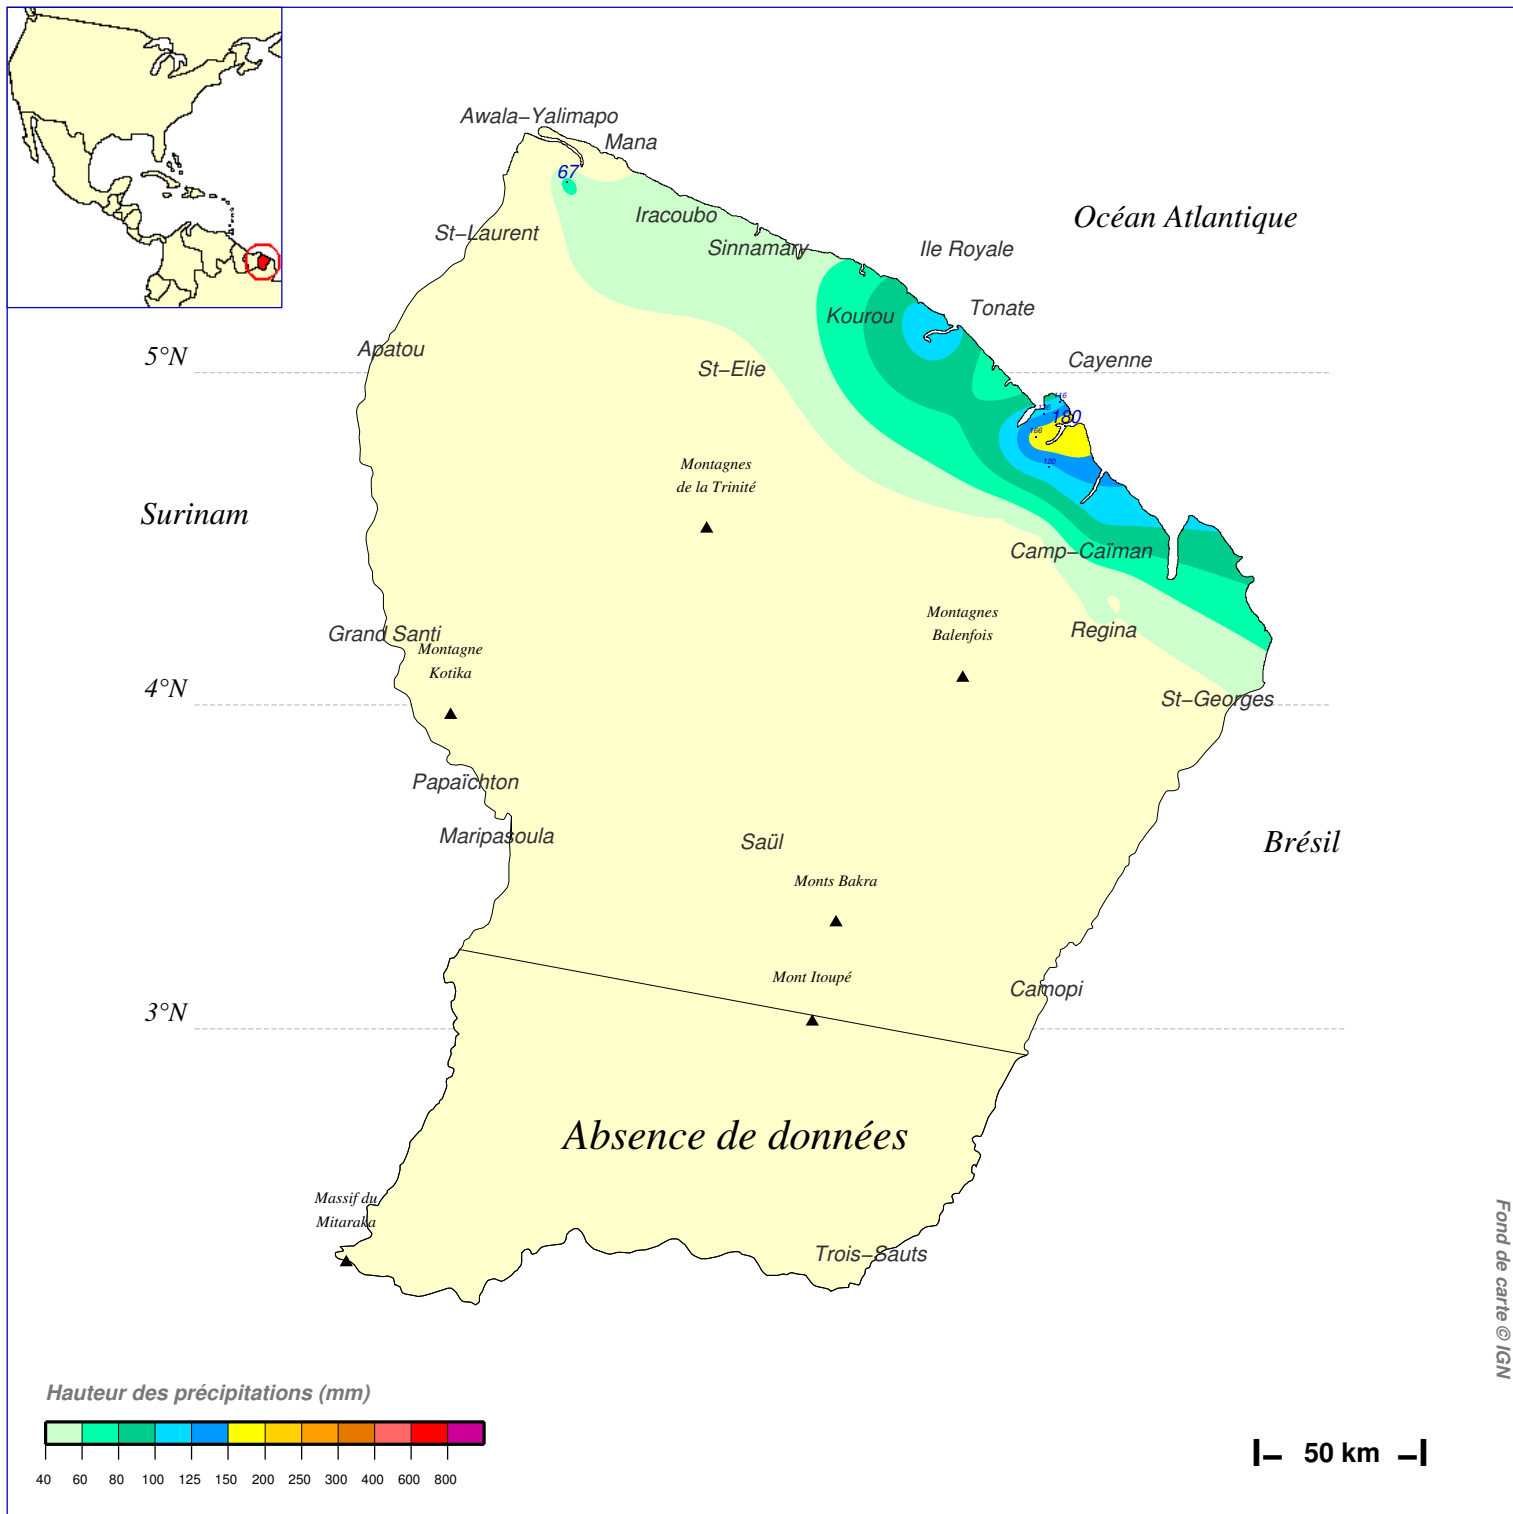 Awala−Yalimapo
Mana
67
Iracoubo
Océan Atlantique
St−Laurent
Sinnamary
Ile Royale
Tonate
Kourou
5°N
Apatou
St−Elie
Cayenne
116
126
180
166
120
Montagnes
de la Trinité
Surinam
Camp−Caïman
Montagnes
Balenfois
Regina
Grand Santi
Montagne
Kotika
4°N
St−Georges
Papaïchton
Maripasoula
Saül
Brésil
Monts Bakra
Mont Itoupé
Camopi
3°N
Absence de données
Massif du
Mitaraka
Trois−Sauts
Fond de carte © IGN
Hauteur des précipitations (mm)
40 60 80 100 125 150 200 250 300 400 600 800
50 km